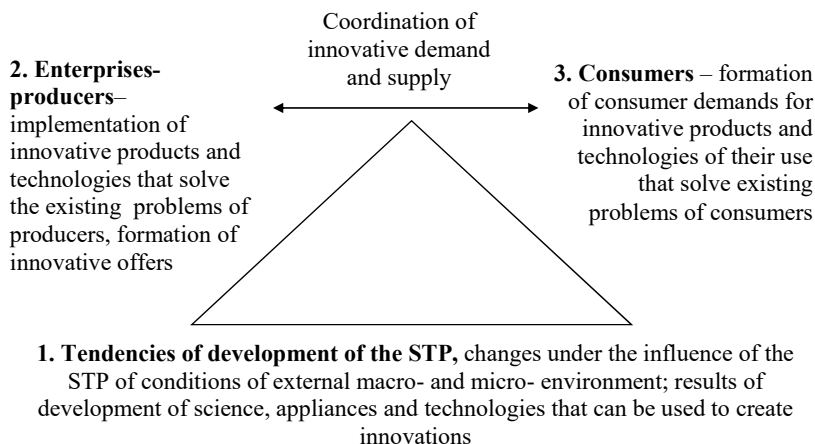 Coordination of
innovative demand
and supply
2. Enterprises-
producers–
implementation of
innovative products and
technologies that solve
the existing problems of
producers, formation of
innovative offers
3. Consumers – formation
of consumer demands for
innovative products and
technologies of their use
that solve existing
problems of consumers
1. Tendencies of development of the STP, changes under the influence of the
STP of conditions of external macro- and micro- environment; results of
development of science, appliances and technologies that can be used to create
innovations